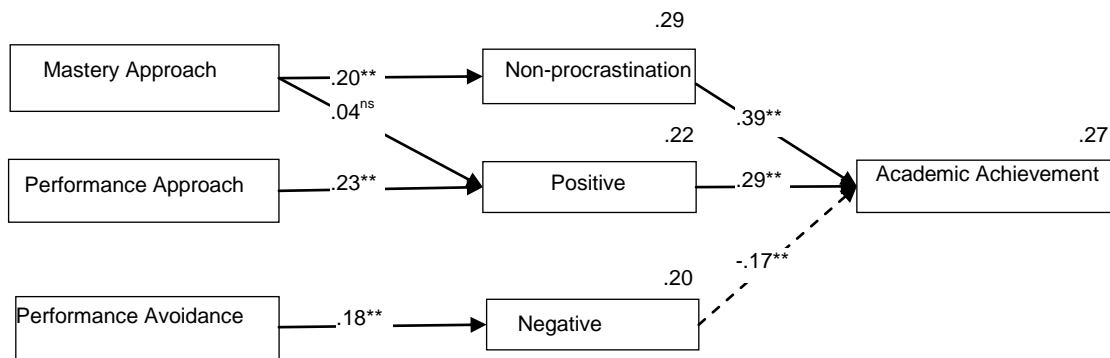 .29
Mastery Approach
.20**
Non-procrastination
.04ns
.39**
.22
.27
Performance Approach
.23**
Positive
.29**
Academic Achievement
-.17**
.20
Performance Avoidance
.18**
Negative